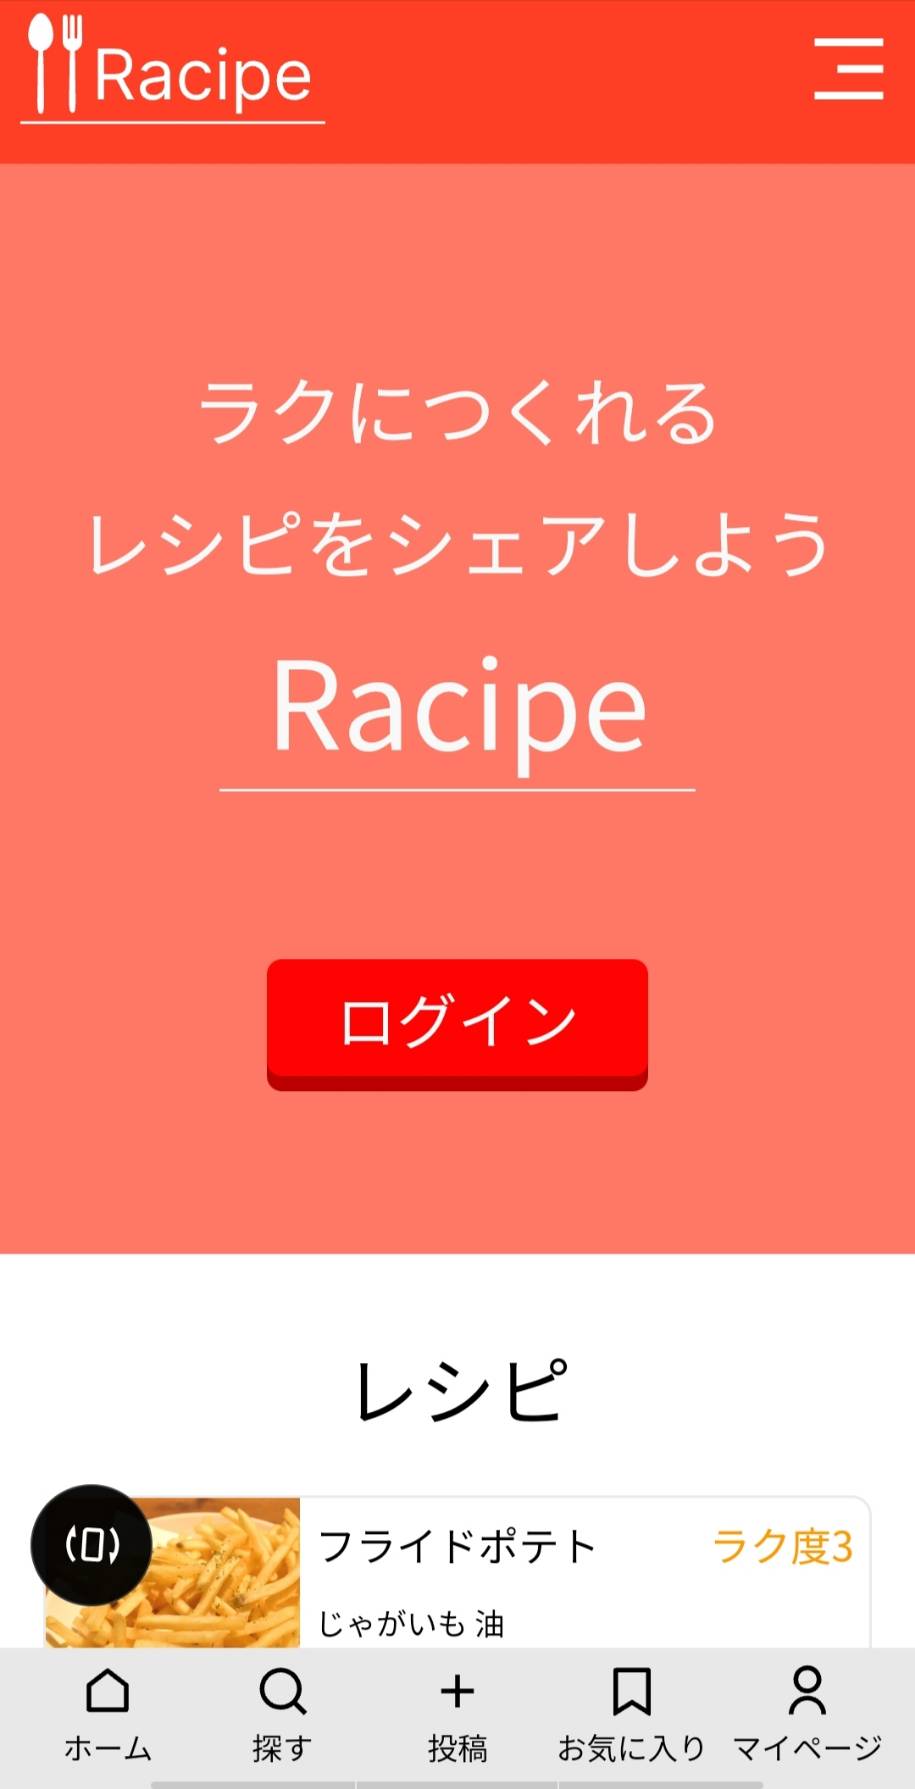 Racipe
ラクにつくれる
レシピをシェアしよう
Racipe
ログイン
レシピ
フライドポテト ラク度3
じゃがいも 油
ホーム 探す 投稿 お気に入り マイページ